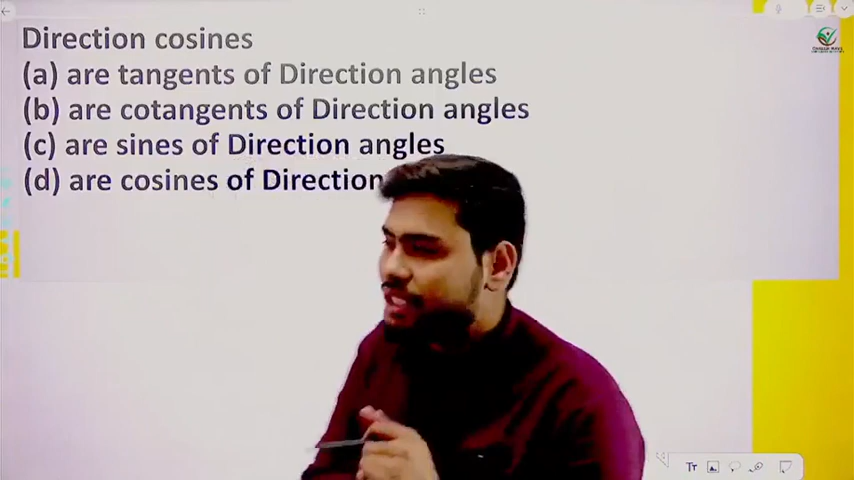 Direction cosines
(a) are tangents of Direction angles
(b) are cotangents of Direction angles
(c) are sines of Direction angles
(d) are cosines of Direction
Tr